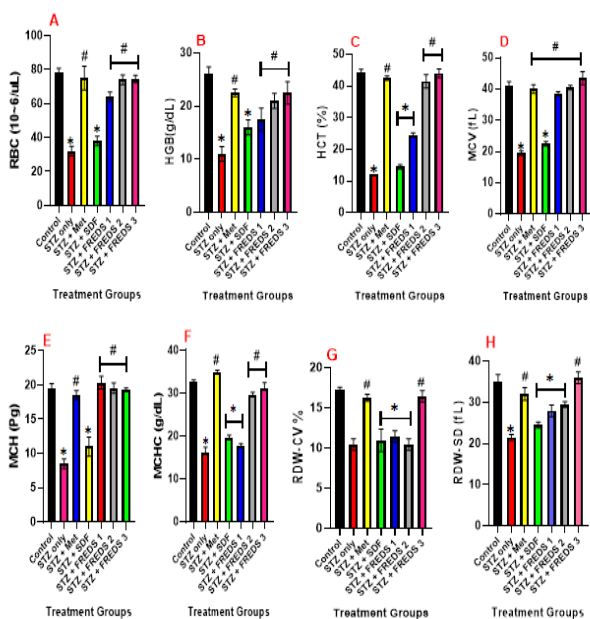 A
RBC (10~6/uL)
100
80
60
40
20
0
*
#
*
#
Control
STZ only
STZ + Met
STZ + SDF
STZ + FREDS 1
STZ + FREDS 2
STZ + FREDS 3
Treatment Groups
B
HGB(g/dL)
30
20
10
0
*
#
*
#
Control
STZ only
STZ + Met
STZ + SDF
STZ + FREDS 1
STZ + FREDS 2
STZ + FREDS 3
Treatment Groups
C
HCT (%)
50
40
30
20
10
0
*
#
*
#
Control
STZ only
STZ + Met
STZ + SDF
STZ + FREDS 1
STZ + FREDS 2
STZ + FREDS 3
Treatment Groups
D
MCV (fL)
60
40
20
0
*
*
#
Control
STZ only
STZ + Met
STZ + SDF
STZ + FREDS 1
STZ + FREDS 2
STZ + FREDS 3
Treatment Groups
E
MCH (Pg)
25
20
15
10
5
0
*
#
*
#
Control
STZ only
STZ + Met
STZ + SDF
STZ + FREDS 1
STZ + FREDS 2
STZ + FREDS 3
Treatment Groups
F
MCHC (g/dL)
40
30
20
10
0
*
#
*
#
Control
STZ only
STZ + Met
STZ + SDF
STZ + FREDS 1
STZ + FREDS 2
STZ + FREDS 3
Treatment Groups
G
RDW-CV %
20
15
10
5
0
#
*
#
Control
STZ only
STZ + Met
STZ + SDF
STZ + FREDS 1
STZ + FREDS 2
STZ + FREDS 3
Treatment Groups
H
RDW-SD (fL)
50
40
30
20
10
0
*
#
*
#
Control
STZ only
STZ + Met
STZ + SDF
STZ + FREDS 1
STZ + FREDS 2
STZ + FREDS 3
Treatment Groups